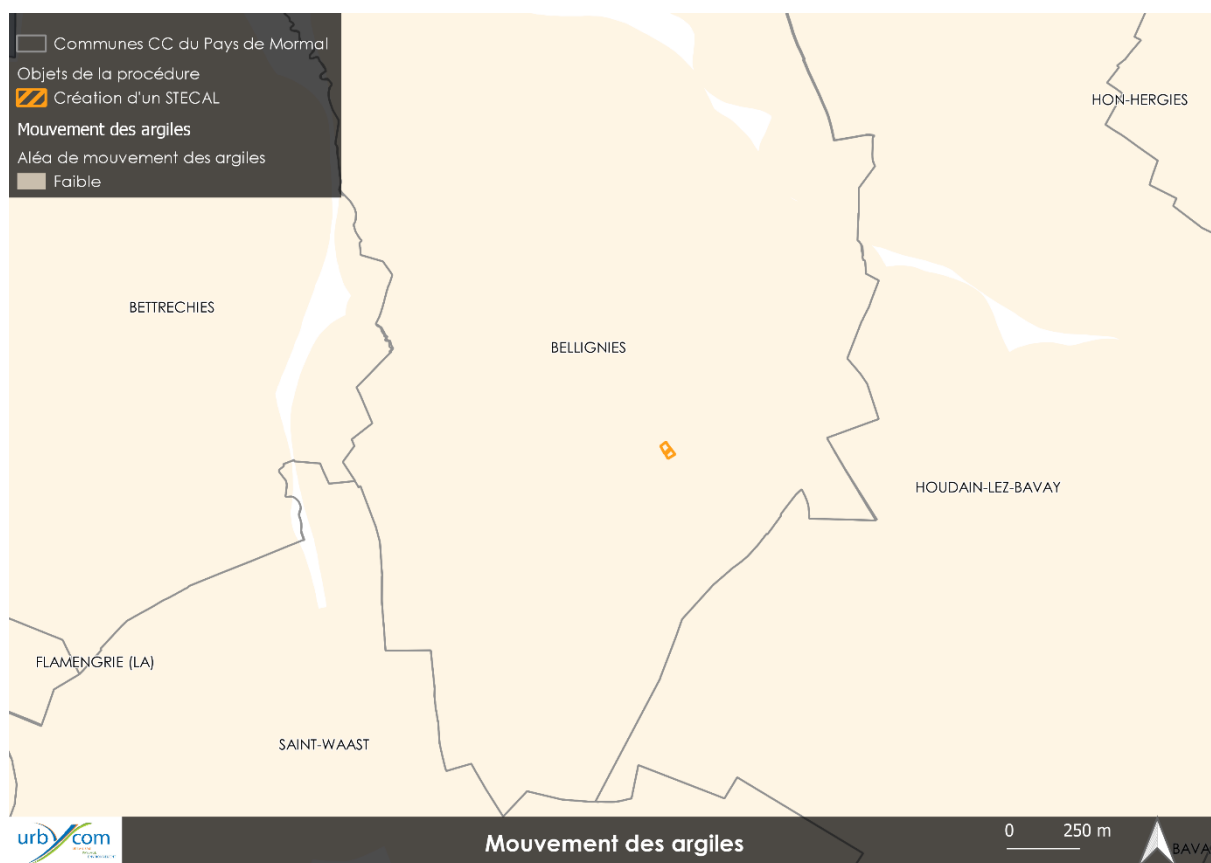 Communes CC du Pays de Mormal
Objets de la procédure
Création d'un STECAL
Mouvement des argiles
Aléa de mouvement des argiles
Faible
HON-HERGIES
BETTRECHIES
BELLIGNIES
HOUDAIN-LEZ-BAVAY
FLAMENGRIE (LA)
SAINT-WAAST
urbycom
Mouvement des argiles
0 250 m
BAVA